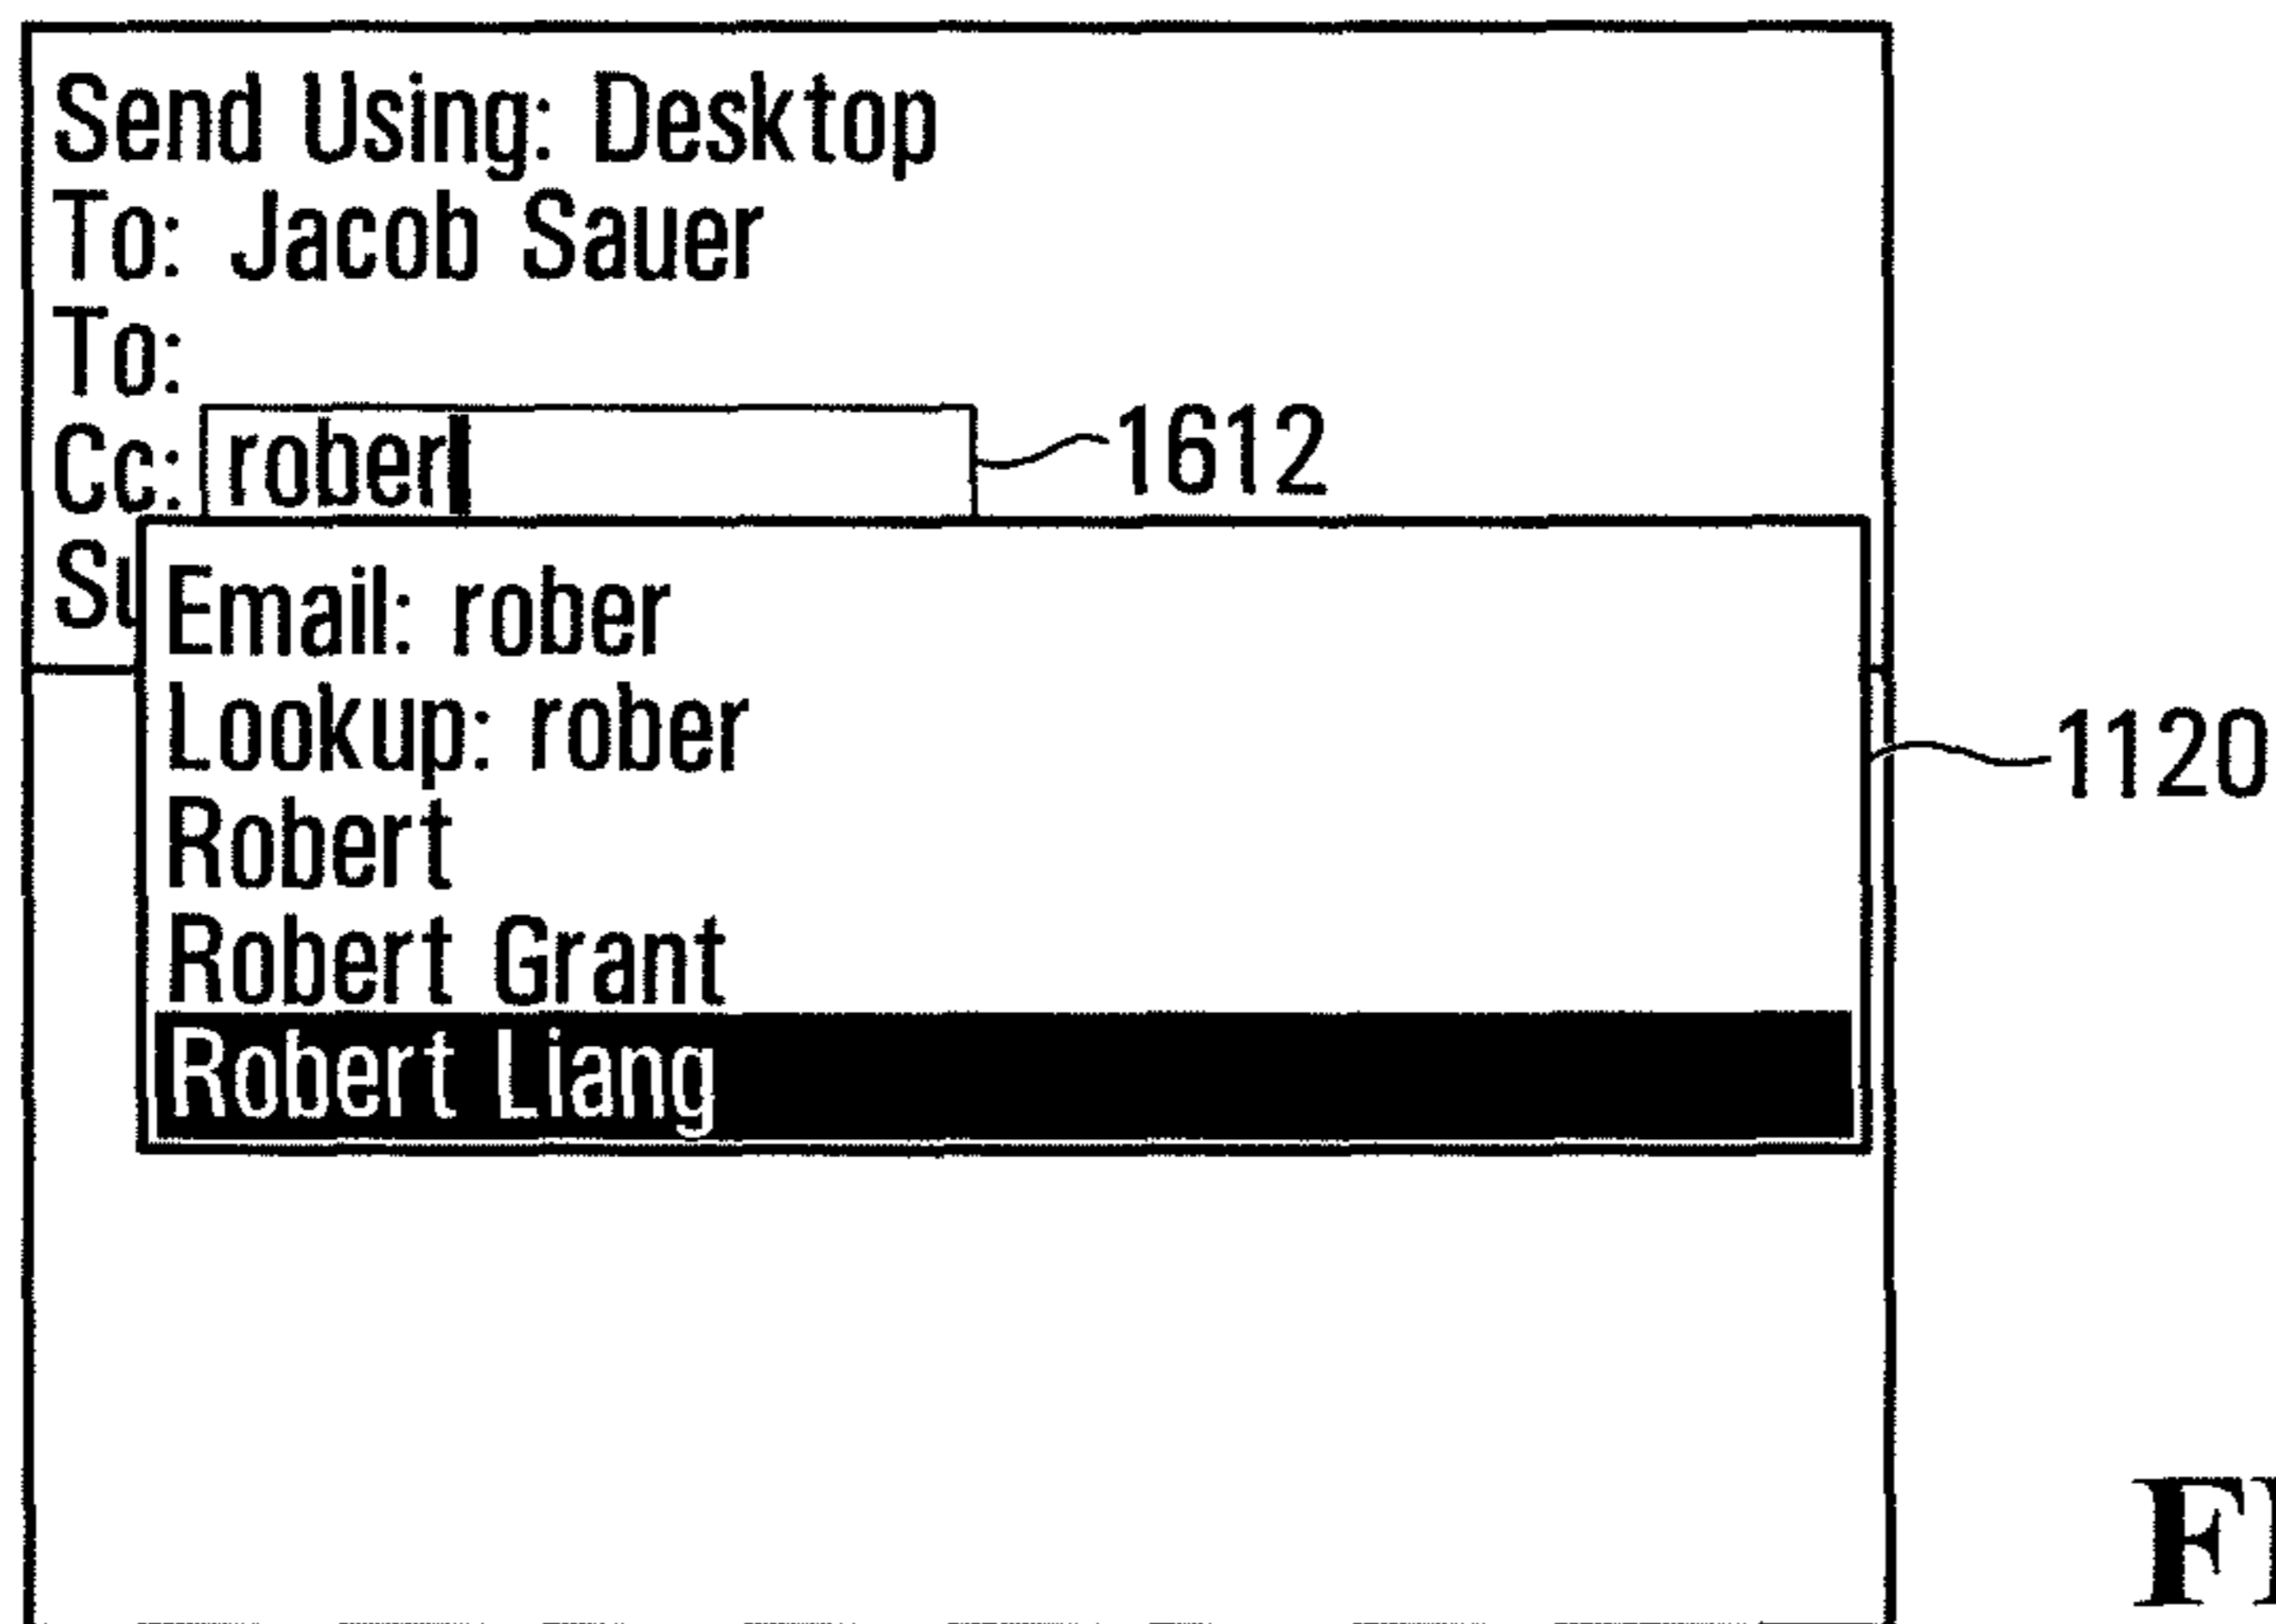 Send Using: Desktop
To: Jacob Sauer
To:
Cc: rober
1612
Email: rober
Lookup: rober
1120
Robert
Robert Grant
Robert Liang